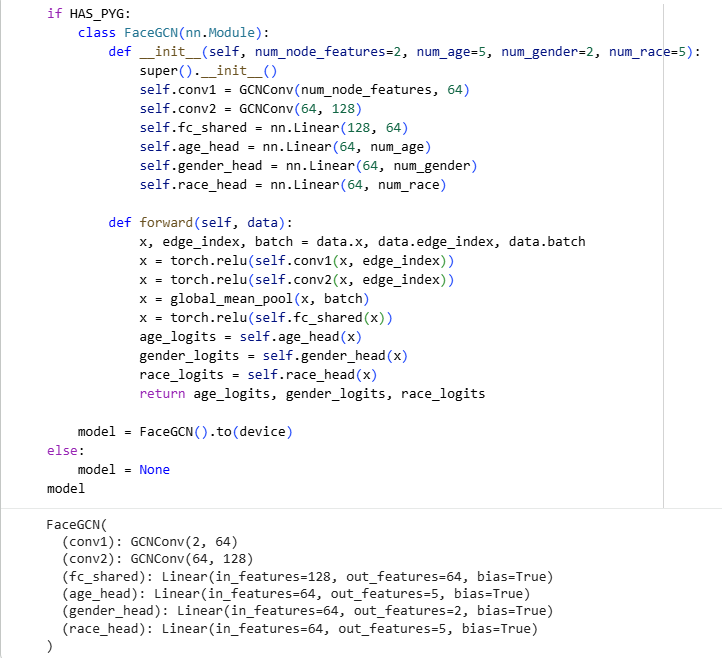 if HAS_PYG:
    class FaceGCN(nn.Module):
        def __init__(self, num_node_features=2, num_age=5, num_gender=2, num_race=5):
            super().__init__()
            self.conv1 = GCNConv(num_node_features, 64)
            self.conv2 = GCNConv(64, 128)
            self.fc_shared = nn.Linear(128, 64)
            self.age_head = nn.Linear(64, num_age)
            self.gender_head = nn.Linear(64, num_gender)
            self.race_head = nn.Linear(64, num_race)

        def forward(self, data):
            x, edge_index, batch = data.x, data.edge_index, data.batch
            x = torch.relu(self.conv1(x, edge_index))
            x = torch.relu(self.conv2(x, edge_index))
            x = global_mean_pool(x, batch)
            x = torch.relu(self.fc_shared(x))
            age_logits = self.age_head(x)
            gender_logits = self.gender_head(x)
            race_logits = self.race_head(x)
            return age_logits, gender_logits, race_logits

    model = FaceGCN().to(device)
else:
    model = None
model
FaceGCN(
  (conv1): GCNConv(2, 64)
  (conv2): GCNConv(64, 128)
  (fc_shared): Linear(in_features=128, out_features=64, bias=True)
  (age_head): Linear(in_features=64, out_features=5, bias=True)
  (gender_head): Linear(in_features=64, out_features=2, bias=True)
  (race_head): Linear(in_features=64, out_features=5, bias=True)
)